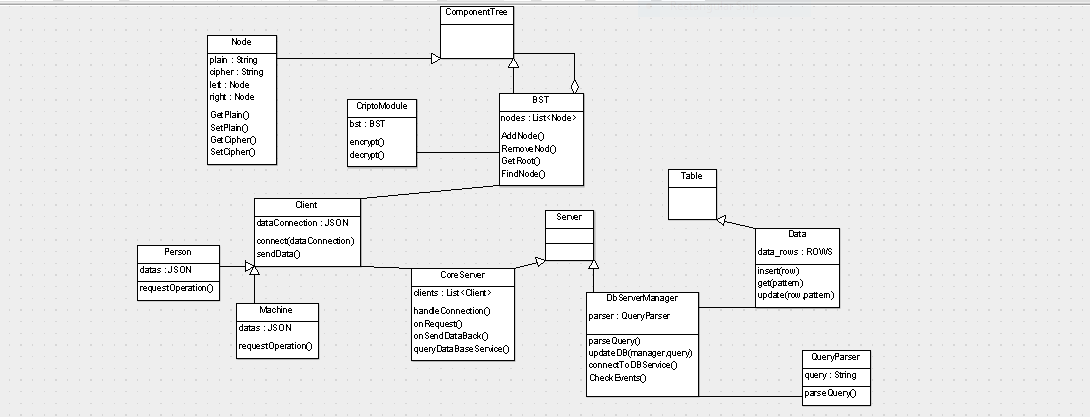 ComponentTree
Node
plain : String
cipher : String
left : Node
right : Node
GetPlain()
SetPlain()
GetCipher()
SetCipher()
CriptoModule
bst : BST
encrypt()
decrypt()
BST
nodes : List<Node>
AddNode()
RemoveNod()
GetRoot()
FindNode()
Table
Client
dataConnection : JSON
connect(dataConnection)
sendData()
Server
Data
data_rows : ROWS
insert(row)
get(pattern)
update(row,pattern)
Person
datas : JSON
requestOperation()
CoreServer
clients : List<Client>
handleConnection()
onRequest()
onSendDataBack()
queryDataBaseService()
Machine
datas : JSON
requestOperation()
DbServerManager
parser : QueryParser
parseQuery()
updateDB(manager,query)
connectToDBService()
CheckEvents()
QueryParser
query : String
parseQuery()